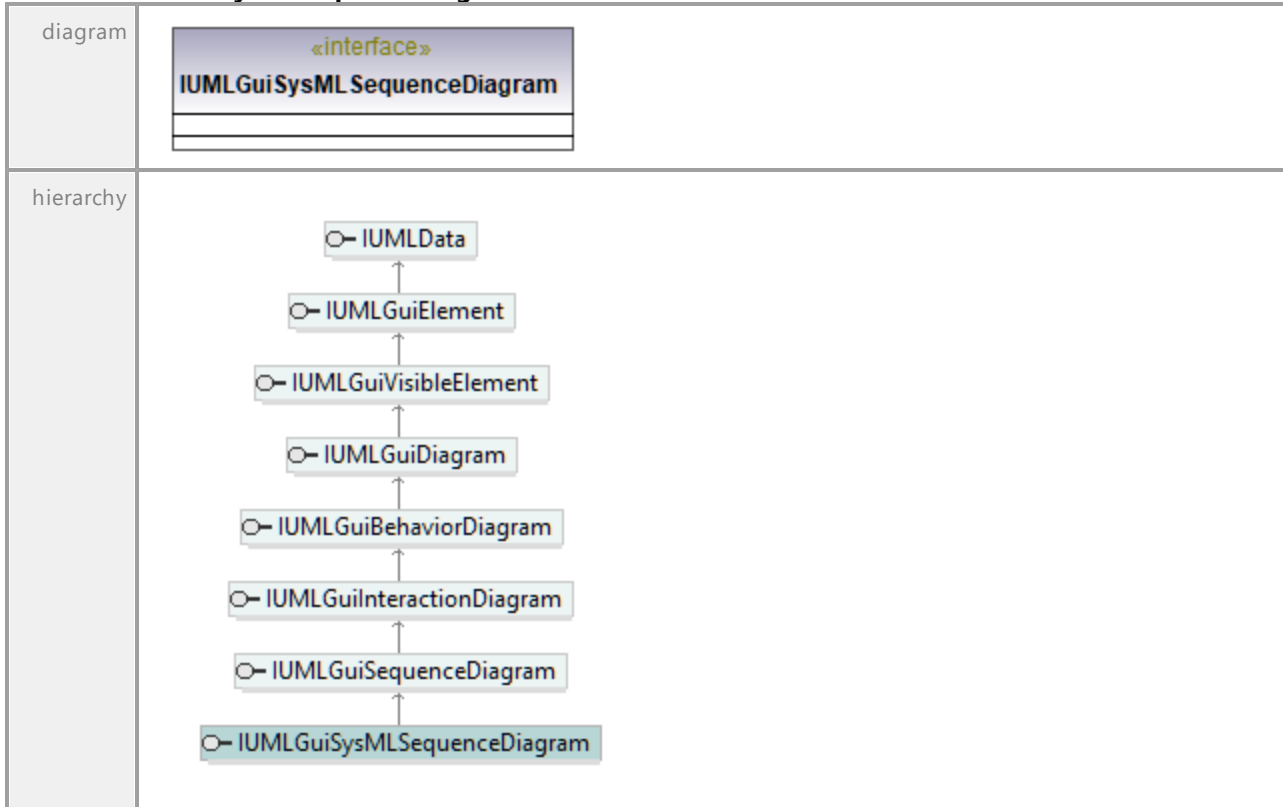 diagram
«interface»
IUMLGuiSysMLSequenceDiagram
hierarchy
IUMLData
IUMLGuiElement
IUMLGuiVisibleElement
IUMLGuiDiagram
IUMLGuiBehaviorDiagram
IUMLGuiInteractionDiagram
IUMLGuiSequenceDiagram
IUMLGuiSysMLSequenceDiagram